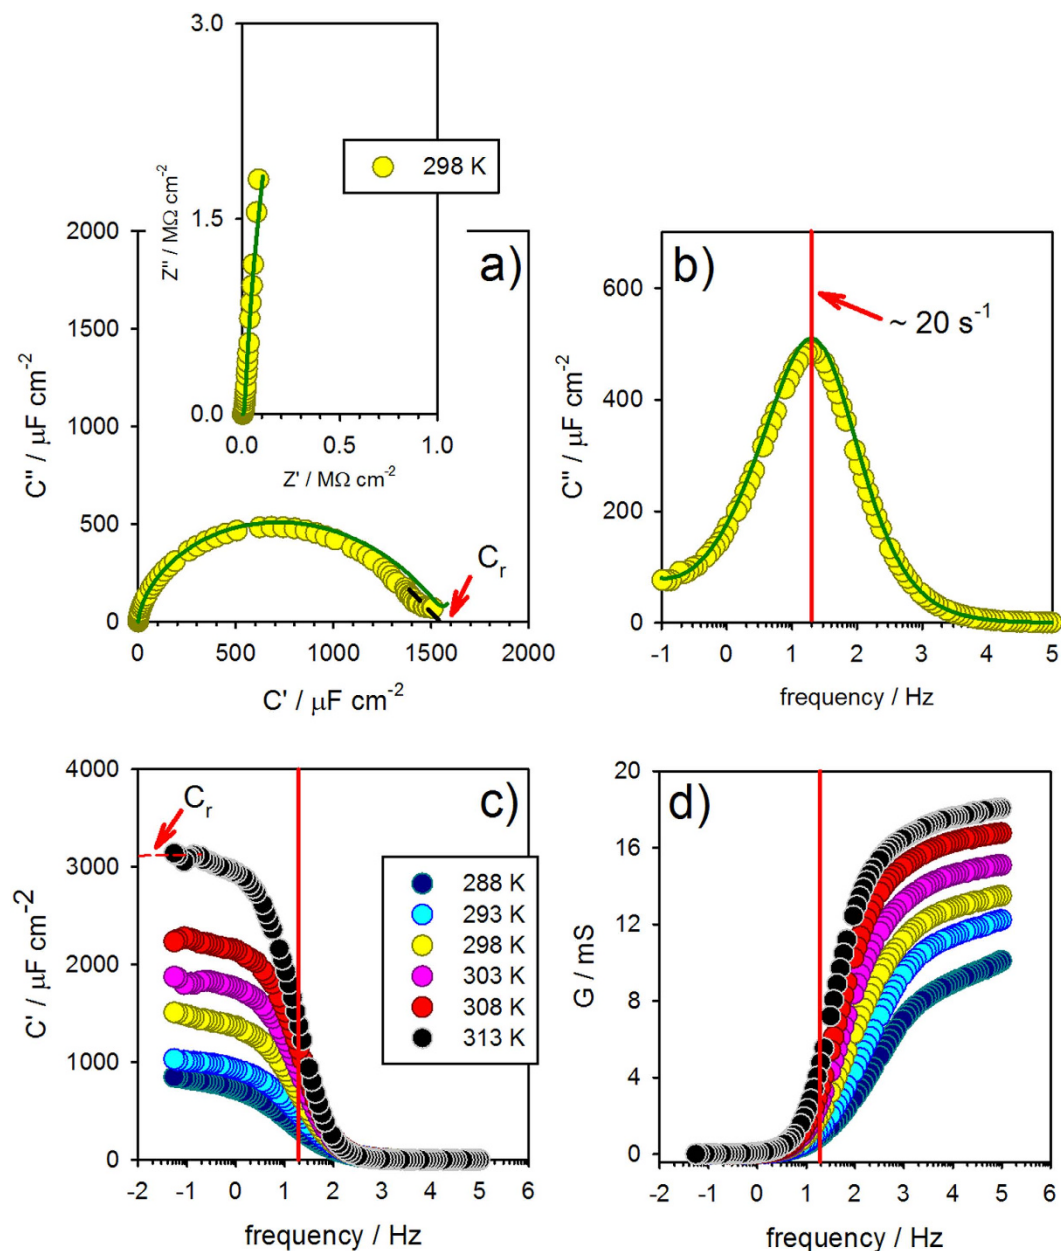 3.0
298 K
Z'' / MΩ cm⁻²
1.5
0.0
0.0 0.5 1.0
Z' / MΩ cm⁻²
a)
2000
1500
1000
500
0
C'' / μF cm⁻²
Cᵣ
0 500 1000 1500 2000
C' / μF cm⁻²
b)
~ 20 s⁻¹
600
400
200
0
C'' / μF cm⁻²
-1 0 1 2 3 4 5
frequency / Hz
4000
3000
2000
1000
0
C' / μF cm⁻²
Cᵣ
c)
288 K
293 K
298 K
303 K
308 K
313 K
-2 -1 0 1 2 3 4 5 6
frequency / Hz
d)
20
16
12
8
4
0
G / mS
-2 -1 0 1 2 3 4 5 6
frequency / Hz